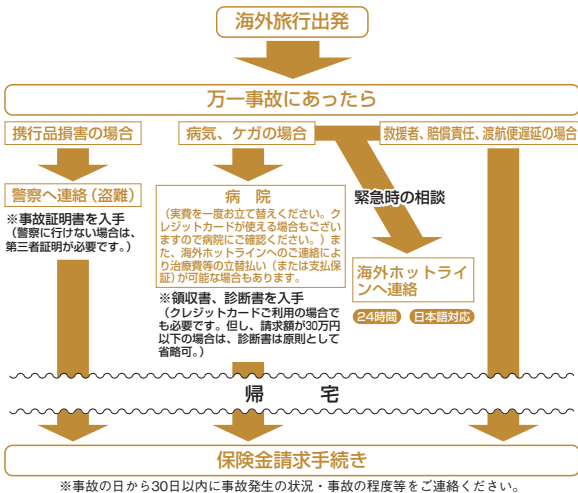 海外旅行出発
万一事故にあったら
携行品損害の場合
病気、ケガの場合
救援者、賠償責任、渡航便遅延の場合
警察へ連絡（盗難）
※事故証明書を入手
（警察に行けない場合は、
第三者証明が必要です。）
病　院
（実費を一度お立て替えください。ク
レジットカードが使える場合もござい
ますので病院にご確認ください。）ま
た、海外ホットラインへのご連絡によ
り治療費等の立替払い（または支払保
証）が可能な場合もあります。
※領収書、診断書を入手
（クレジットカードご利用の場合で
も必要です。但し、請求額が30万円
以下の場合は、診断書は原則として
省略可。）
緊急時の相談
海外ホットライ
ンへ連絡
24時間　日本語対応
帰　宅
保険金請求手続き
※事故の日から30日以内に事故発生の状況・事故の程度等をご連絡ください。